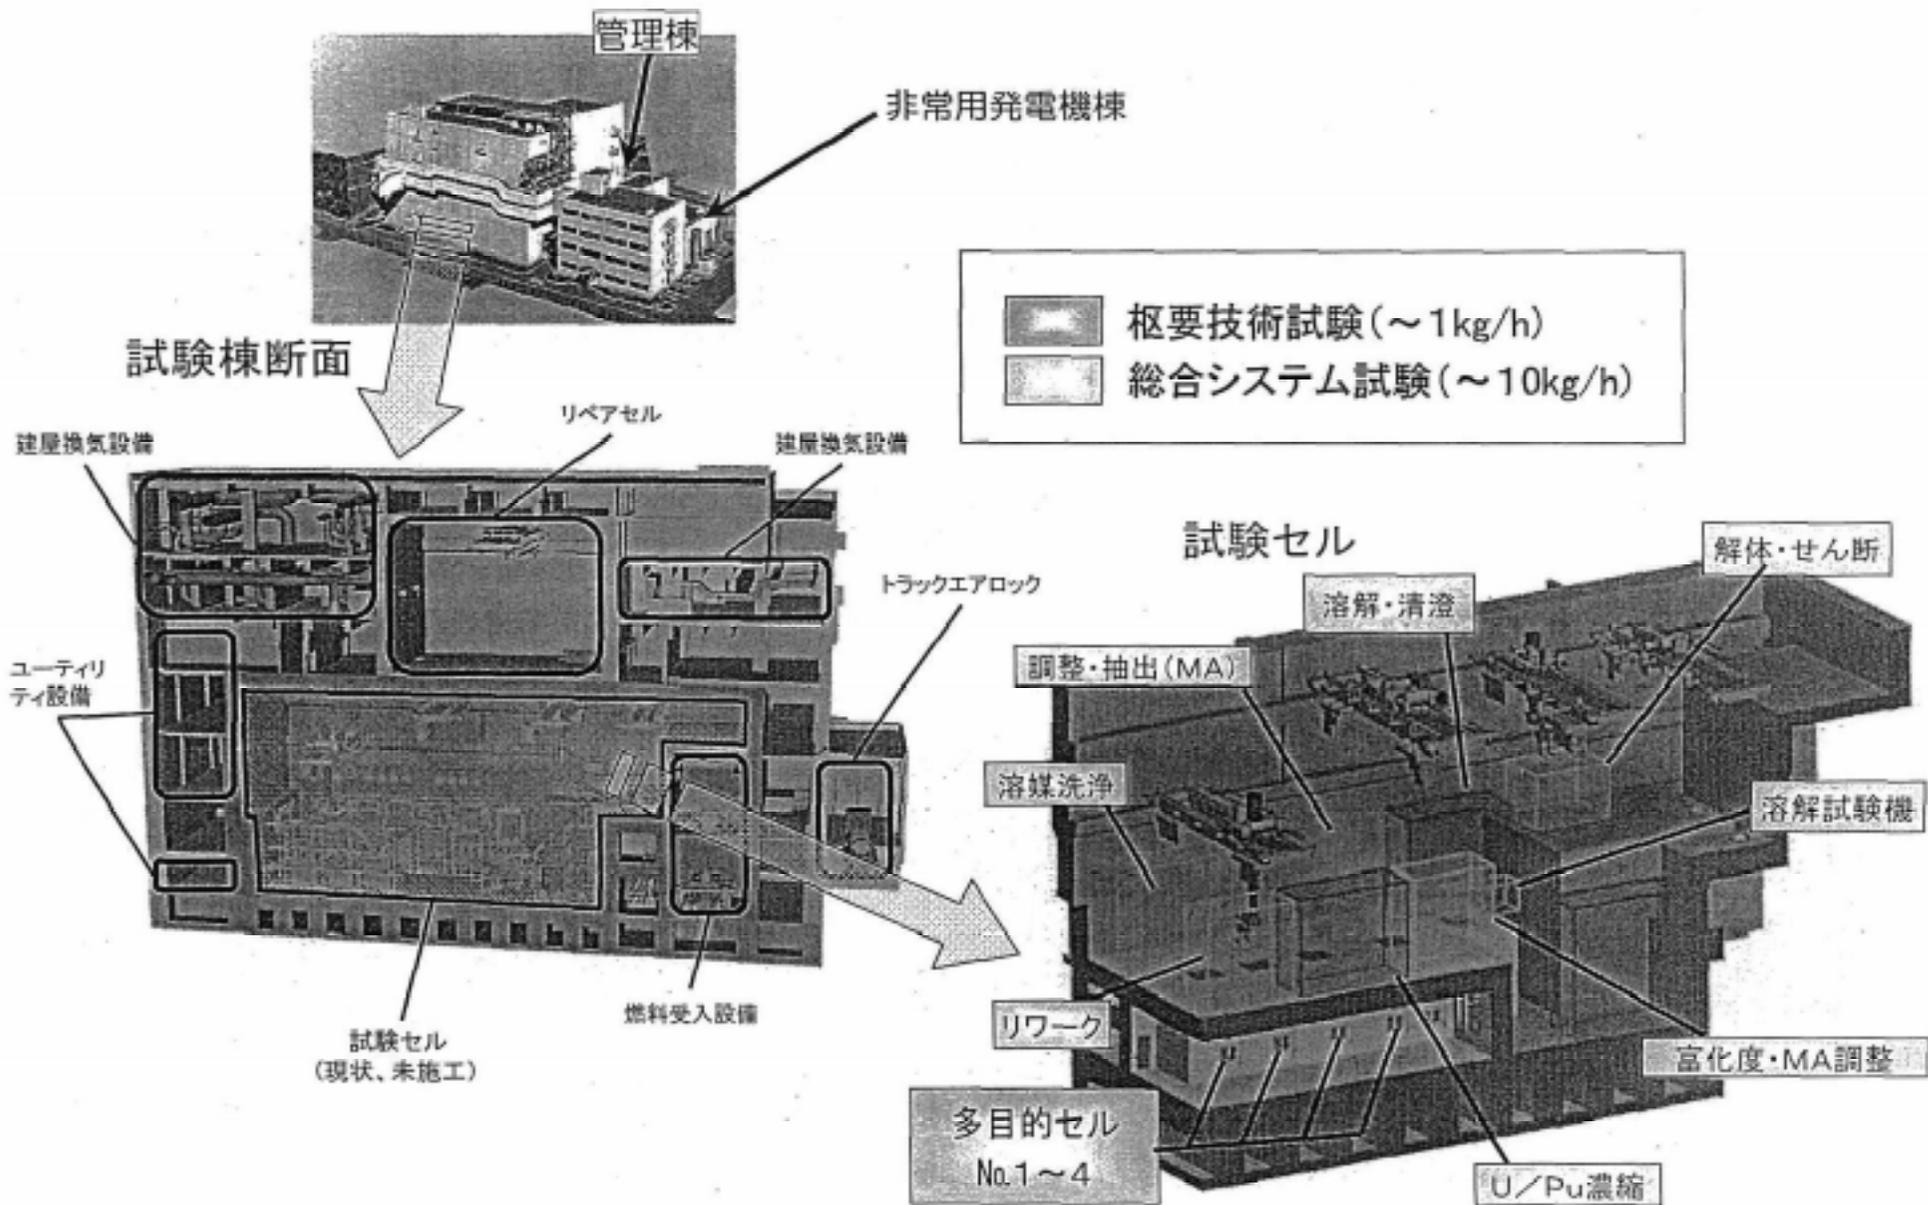 管理棟
非常用発電機棟
枢要技術試験(～1kg/h)
総合システム試験(～10kg/h)
試験棟断面
リペアセル
建屋換気設備
建屋換気設備
トラックエアロック
ユーティリ
ティ設備
試験セル
(現状、未施工)
燃料受入設備
試験セル
解体・せん断
溶解・清澄
調整・抽出(MA)
溶媒洗浄
溶解試験機
リワーク
富化度・MA調整
多目的セル
No.1～4
U／Pu濃縮